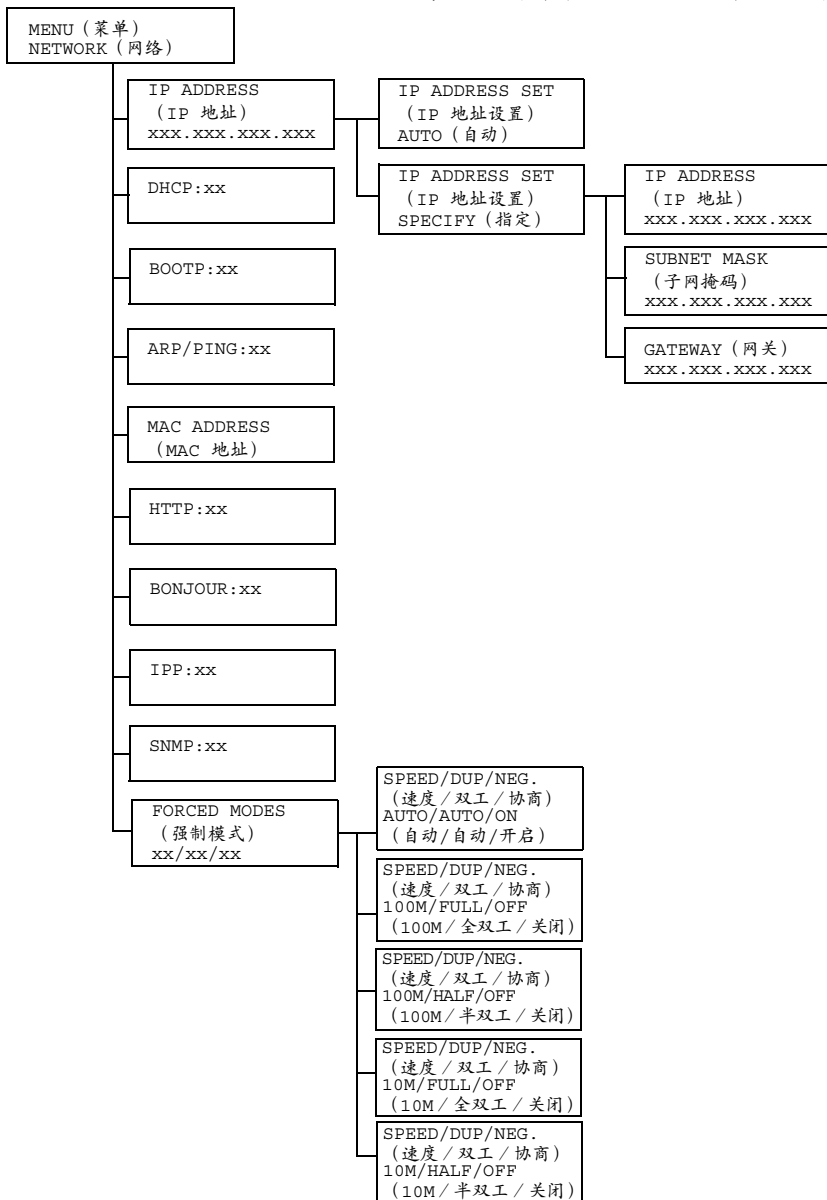 MENU（菜单）
NETWORK（网络）
IP ADDRESS
（IP 地址）
xxx.xxx.xxx.xxx
IP ADDRESS SET
（IP 地址设置）
AUTO（自动）
IP ADDRESS SET
（IP 地址设置）
SPECIFY（指定）
IP ADDRESS
（IP 地址）
xxx.xxx.xxx.xxx
SUBNET MASK
（子网掩码）
xxx.xxx.xxx.xxx
GATEWAY（网关）
xxx.xxx.xxx.xxx
DHCP:xx
BOOTP:xx
ARP/PING:xx
MAC ADDRESS
（MAC 地址）
HTTP:xx
BONJOUR:xx
IPP:xx
SNMP:xx
FORCED MODES
（强制模式）
xx/xx/xx
SPEED/DUP/NEG.
（速度／双工／协商）
AUTO/AUTO/ON
（自动/自动/开启）
SPEED/DUP/NEG.
（速度／双工／协商）
100M/FULL/OFF
（100M／全双工／关闭）
SPEED/DUP/NEG.
（速度／双工／协商）
100M/HALF/OFF
（100M／半双工／关闭）
SPEED/DUP/NEG.
（速度／双工／协商）
10M/FULL/OFF
（10M／全双工／关闭）
SPEED/DUP/NEG.
（速度／双工／协商）
10M/HALF/OFF
（10M／半双工／关闭）